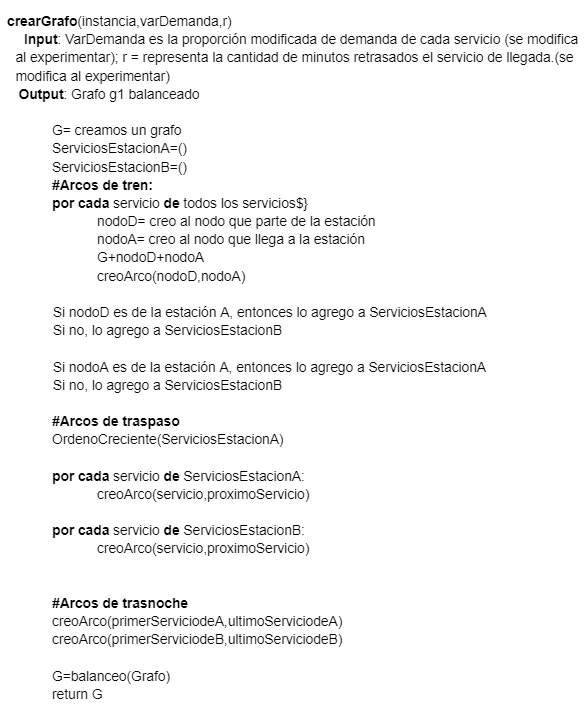 crearGrafo(instancia,varDemanda,r)
Input: VarDemanda es la proporción modificada de demanda de cada servicio (se modifica
al experimentar); r = representa la cantidad de minutos retrasados el servicio de llegada.(se
modifica al experimentar)
Output: Grafo g1 balanceado
G= creamos un grafo
ServiciosEstacionA=()
ServiciosEstacionB=()
#Arcos de tren:
por cada servicio de todos los servicios$}
nodoD= creo al nodo que parte de la estación
nodoA= creo al nodo que llega a la estación
G+nodoD+nodoA
creoArco(nodoD,nodoA)
Si nodoD es de la estación A, entonces lo agrego a ServiciosEstacionA
Si no, lo agrego a ServiciosEstacionB
Si nodoA es de la estación A, entonces lo agrego a ServiciosEstacionA
Si no, lo agrego a ServiciosEstacionB
#Arcos de traspaso
OrdenoCreciente(ServiciosEstacionA)
por cada servicio de ServiciosEstacionA:
creoArco(servicio,proximoServicio)
por cada servicio de ServiciosEstacionB:
creoArco(servicio,proximoServicio)
#Arcos de trasnoche
creoArco(primerServiciodeA,ultimoServiciodeA)
creoArco(primerServiciodeB,ultimoServiciodeB)
G=balanceo(Grafo)
return G